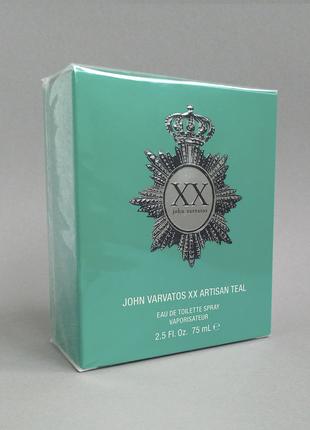 XX
john varvatos
JOHN VARVATOS XX ARTISAN TEAL
EAU DE TOILETTE SPRAY
VAPORISATEUR
2.5 Fl. Oz. 75 mL ℮